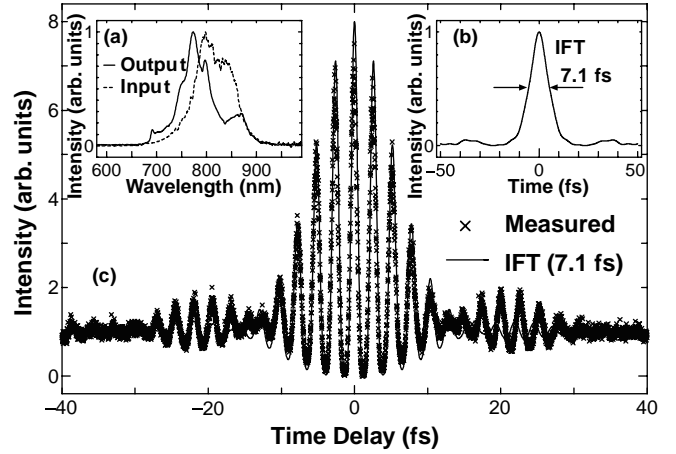 (a)
Output
Input
Intensity (arb. units)
1
0
600 700 800 900
Wavelength (nm)
(b)
IFT
7.1 fs
Intensity (arb. units)
1
0
−50 0 50
Time (fs)
Measured
IFT (7.1 fs)
(c)
Intensity (arb. units)
8
6
4
2
0
−40 −20 0 20 40
Time Delay (fs)